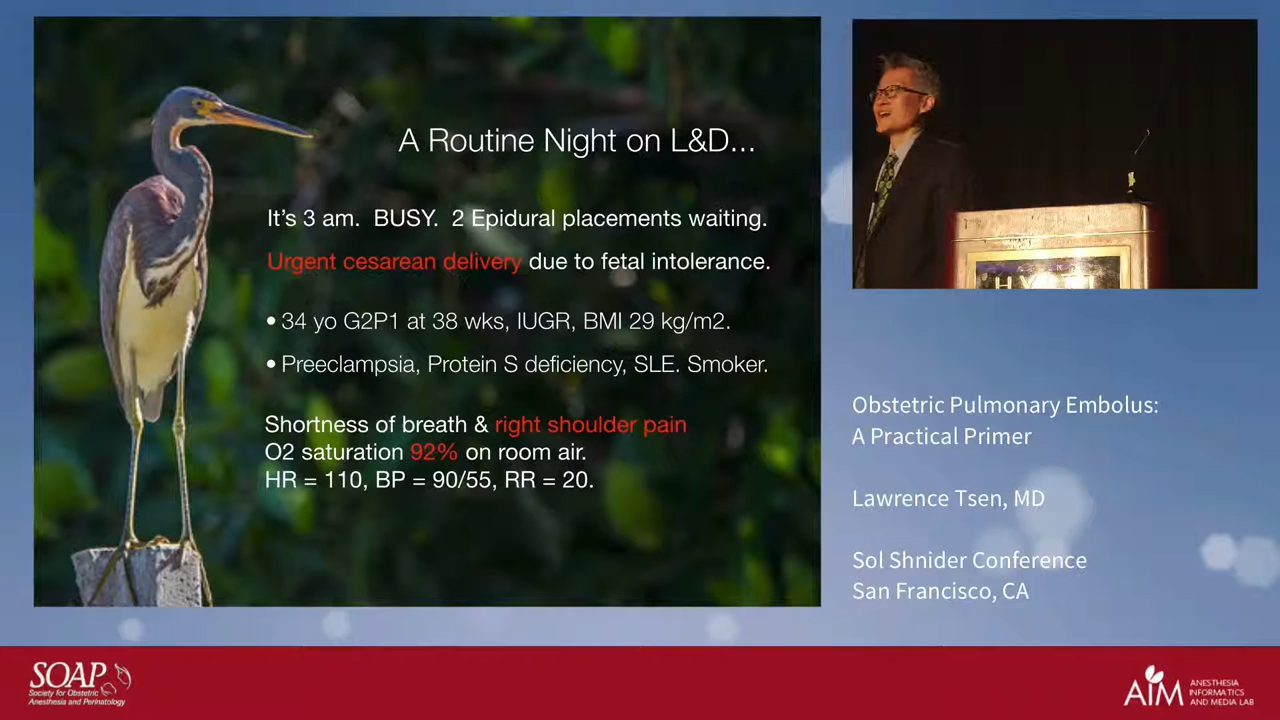 A Routine Night on L&D...
It's 3 am. BUSY. 2 Epidural placements waiting.
Urgent cesarean delivery due to fetal intolerance.
• 34 yo G2P1 at 38 wks, IUGR, BMI 29 kg/m2.
• Preeclampsia, Protein S deficiency, SLE. Smoker.
Shortness of breath & right shoulder pain
O2 saturation 92% on room air.
HR = 110, BP = 90/55, RR = 20.
Obstetric Pulmonary Embolus:
A Practical Primer
Lawrence Tsen, MD
Sol Shnider Conference
San Francisco, CA
SOAP
Society for Obstetric
Anesthesia and Perinatology
AIM
ANESTHESIA
INFORMATICS
AND MEDIA LAB